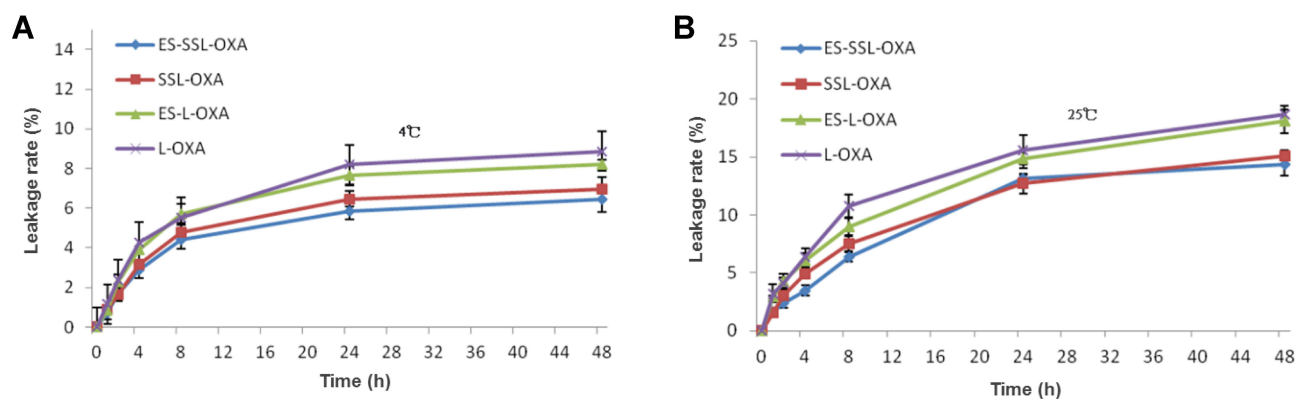 A
14
12
10
8
6
4
2
0
Leakage rate (%)
ES-SSL-OXA
SSL-OXA
ES-L-OXA
L-OXA
4℃
0 4 8 12 16 20 24 28 32 36 40 44 48
Time (h)
B
25
20
15
10
5
0
Leakage rate (%)
ES-SSL-OXA
SSL-OXA
ES-L-OXA
L-OXA
25℃
0 4 8 12 16 20 24 28 32 36 40 44 48
Time (h)